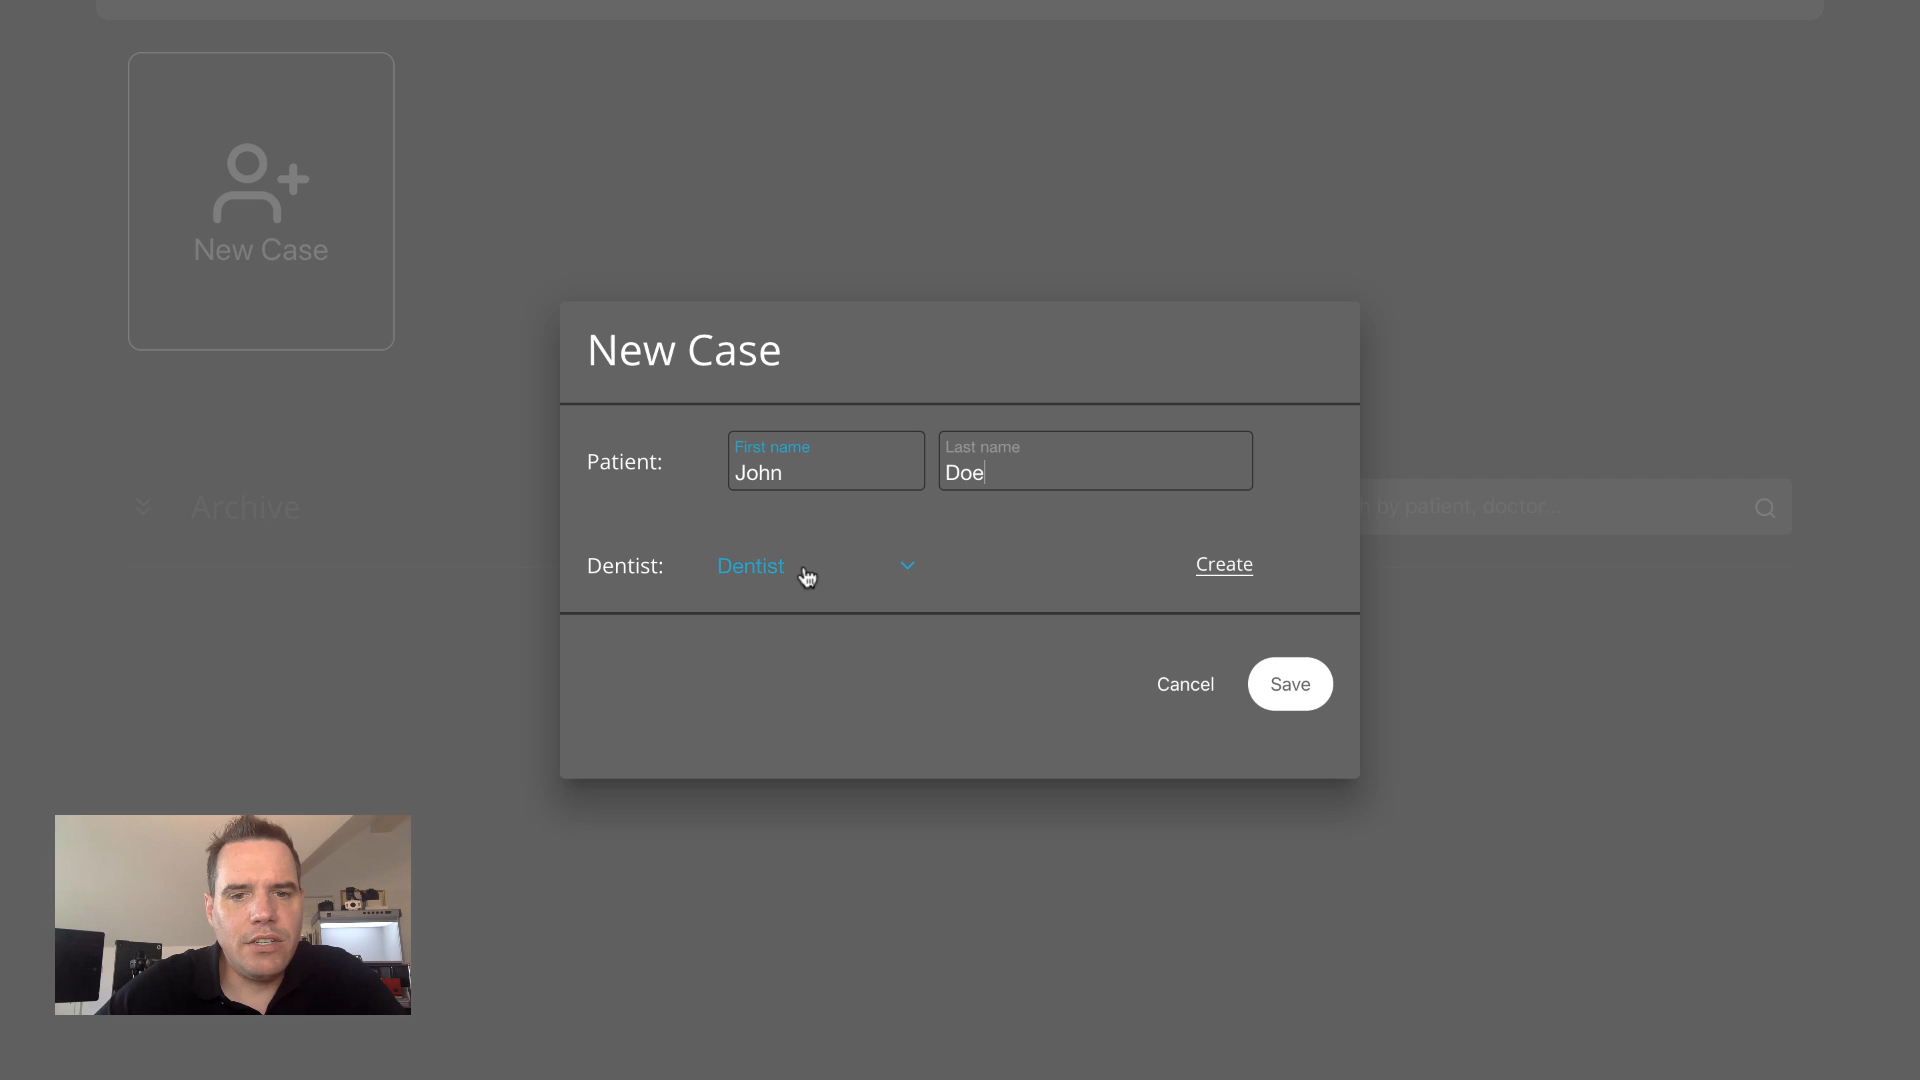 New Case
New Case
Patient:
First name
John
Last name
Doe
Archive
by patient, doctor...
Dentist:
Dentist
Create
Cancel
Save